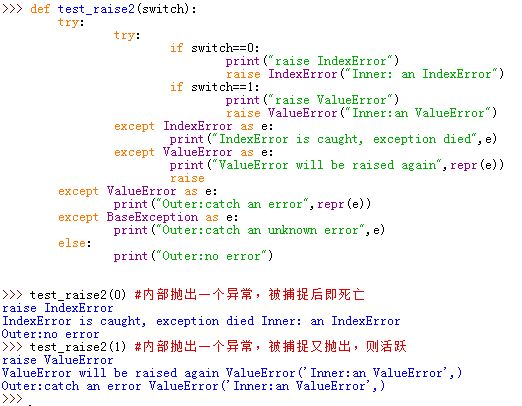 >>> def test_raise2(switch):
        try:
                try:
                        if switch==0:
                                print("raise IndexError")
                                raise IndexError("Inner: an IndexError")
                        if switch==1:
                                print("raise ValueError")
                                raise ValueError("Inner:an ValueError")
                except IndexError as e:
                        print("IndexError is caught, exception died",e)
                except ValueError as e:
                        print("ValueError will be raised again",repr(e))
                        raise
        except ValueError as e:
                print("Outer:catch an error",repr(e))
        except BaseException as e:
                print("Outer:catch an unknown error",e)
        else:
                print("Outer:no error")
>>> test_raise2(0) #内部抛出一个异常，被捕捉后即死亡
raise IndexError
IndexError is caught, exception died Inner: an IndexError
Outer:no error
>>> test_raise2(1) #内部抛出一个异常，被捕捉又抛出，则活跃
raise ValueError
ValueError will be raised again ValueError('Inner:an ValueError',)
Outer:catch an error ValueError('Inner:an ValueError',)
>>>